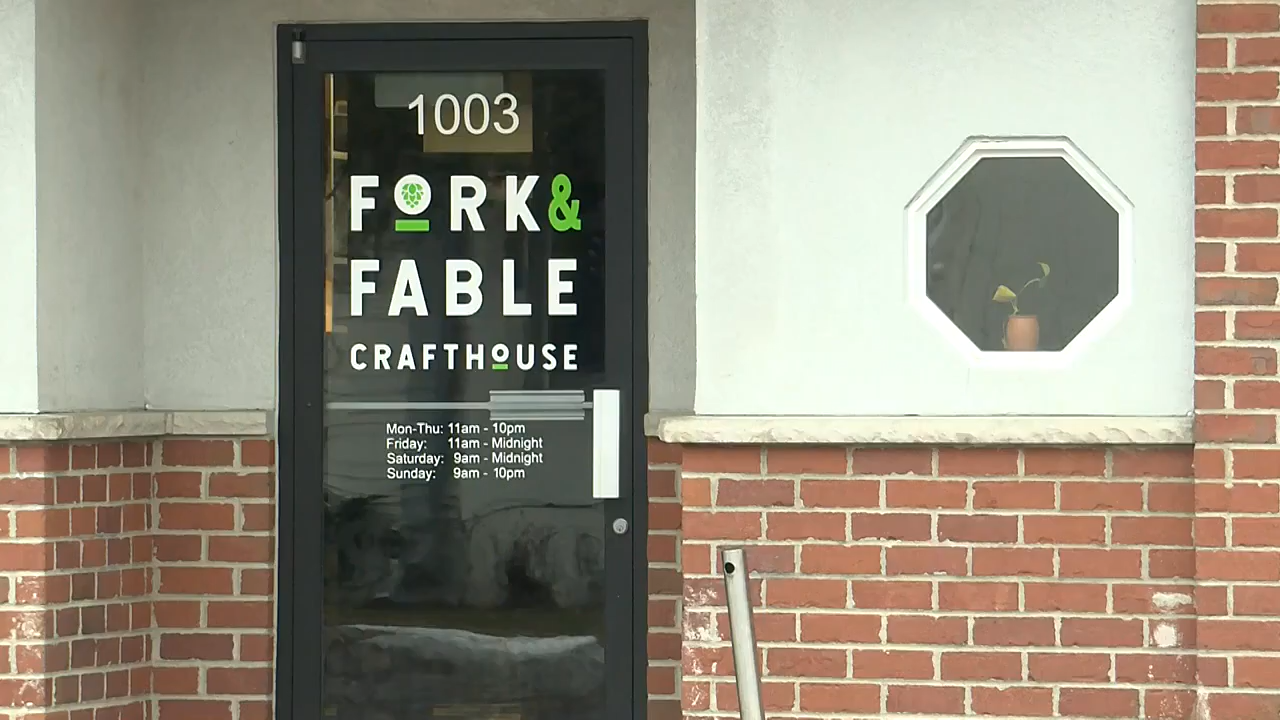 1003
FORK&
FABLE
CRAFTHOUSE
Mon-Thu: 11am - 10pm
Friday: 11am - Midnight
Saturday: 9am - Midnight
Sunday: 9am - 10pm